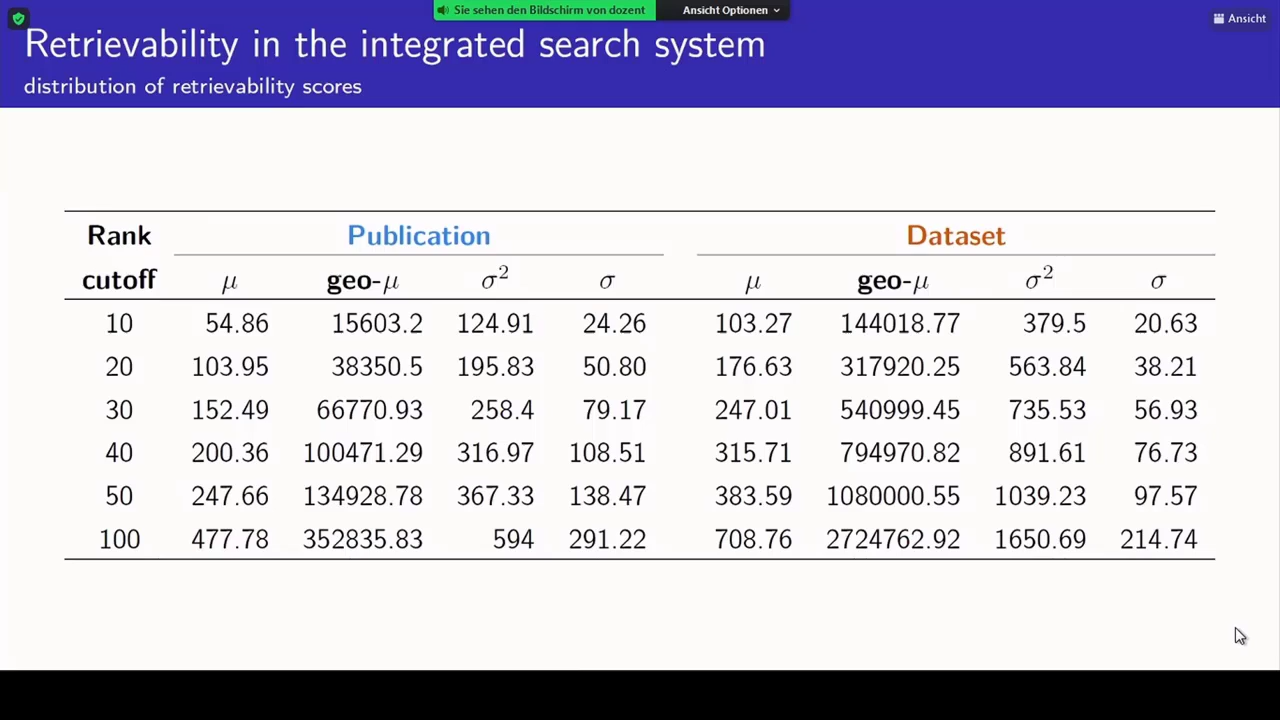 Sie sehen den Bildschirm von dozent Ansicht Optionen
Ansicht
Retrievability in the integrated search system
distribution of retrievability scores
Rank Publication Dataset
cutoff μ geo-μ σ² σ μ geo-μ σ² σ
10 54.86 15603.2 124.91 24.26 103.27 144018.77 379.5 20.63
20 103.95 38350.5 195.83 50.80 176.63 317920.25 563.84 38.21
30 152.49 66770.93 258.4 79.17 247.01 540999.45 735.53 56.93
40 200.36 100471.29 316.97 108.51 315.71 794970.82 891.61 76.73
50 247.66 134928.78 367.33 138.47 383.59 1080000.55 1039.23 97.57
100 477.78 352835.83 594 291.22 708.76 2724762.92 1650.69 214.74